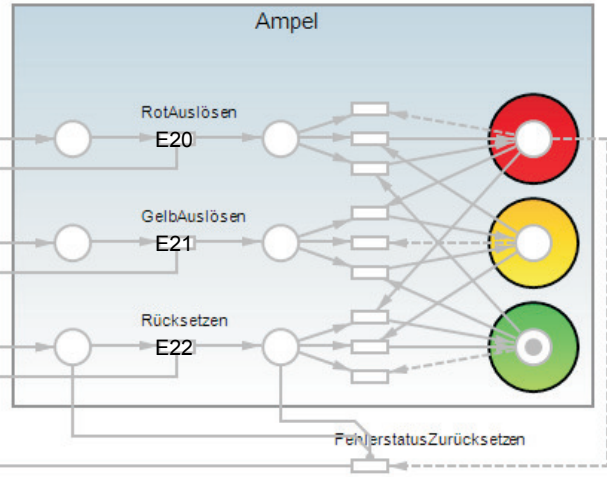 Ampel
RotAuslösen
E20
GelbAuslösen
E21
Rücksetzen
E22
FehlerstatusZurücksetzen